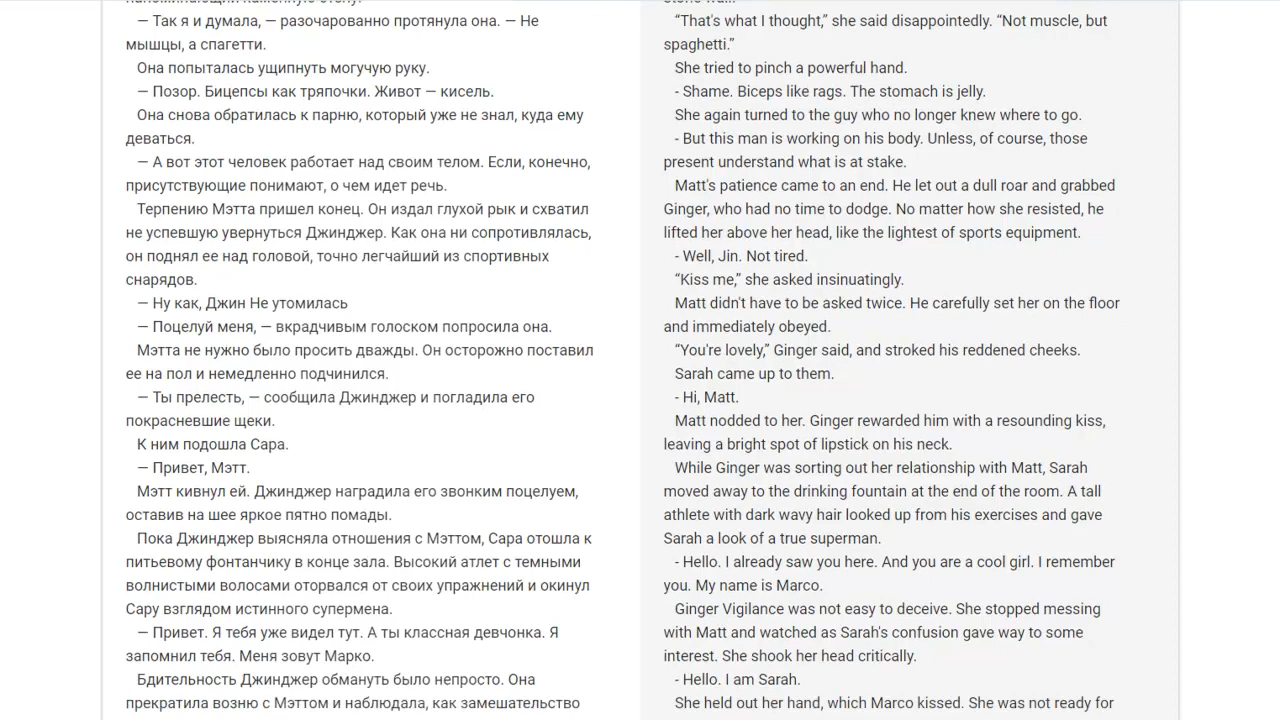 — Так я и думала, — разочарованно протянула она. — Не
мышцы, а спагетти.
Она попыталась ущипнуть могучую руку.
— Позор. Бицепсы как тряпочки. Живот — кисель.
Она снова обратилась к парню, который уже не знал, куда ему
деваться.
— А вот этот человек работает над своим телом. Если, конечно,
присутствующие понимают, о чем идет речь.
Терпению Мэтта пришел конец. Он издал глухой рык и схватил
не успевшую увернуться Джинджер. Как она ни сопротивлялась,
он поднял ее над головой, точно легчайший из спортивных
снарядов.
— Ну как, Джин Не утомилась
— Поцелуй меня, — вкрадчивым голоском попросила она.
Мэтта не нужно было просить дважды. Он осторожно поставил
ее на пол и немедленно подчинился.
— Ты прелесть, — сообщила Джинджер и погладила его
покрасневшие щеки.
К ним подошла Сара.
— Привет, Мэтт.
Мэтт кивнул ей. Джинджер наградила его звонким поцелуем,
оставив на шее яркое пятно помады.
Пока Джинджер выясняла отношения с Мэттом, Сара отошла к
питьевому фонтанчику в конце зала. Высокий атлет с темными
волнистыми волосами оторвался от своих упражнений и окинул
Сару взглядом истинного супермена.
— Привет. Я тебя уже видел тут. А ты классная девчонка. Я
запомнил тебя. Меня зовут Марко.
Бдительность Джинджер обмануть было непросто. Она
прекратила возню с Мэттом и наблюдала, как замешательство
“That's what I thought,” she said disappointedly. “Not muscle, but
spaghetti.”
She tried to pinch a powerful hand.
- Shame. Biceps like rags. The stomach is jelly.
She again turned to the guy who no longer knew where to go.
- But this man is working on his body. Unless, of course, those
present understand what is at stake.
Matt's patience came to an end. He let out a dull roar and grabbed
Ginger, who had no time to dodge. No matter how she resisted, he
lifted her above her head, like the lightest of sports equipment.
- Well, Jin. Not tired.
“Kiss me,” she asked insinuatingly.
Matt didn't have to be asked twice. He carefully set her on the floor
and immediately obeyed.
“You're lovely,” Ginger said, and stroked his reddened cheeks.
Sarah came up to them.
- Hi, Matt.
Matt nodded to her. Ginger rewarded him with a resounding kiss,
leaving a bright spot of lipstick on his neck.
While Ginger was sorting out her relationship with Matt, Sarah
moved away to the drinking fountain at the end of the room. A tall
athlete with dark wavy hair looked up from his exercises and gave
Sarah a look of a true superman.
- Hello. I already saw you here. And you are a cool girl. I remember
you. My name is Marco.
Ginger Vigilance was not easy to deceive. She stopped messing
with Matt and watched as Sarah's confusion gave way to some
interest. She shook her head critically.
- Hello. I am Sarah.
She held out her hand, which Marco kissed. She was not ready for